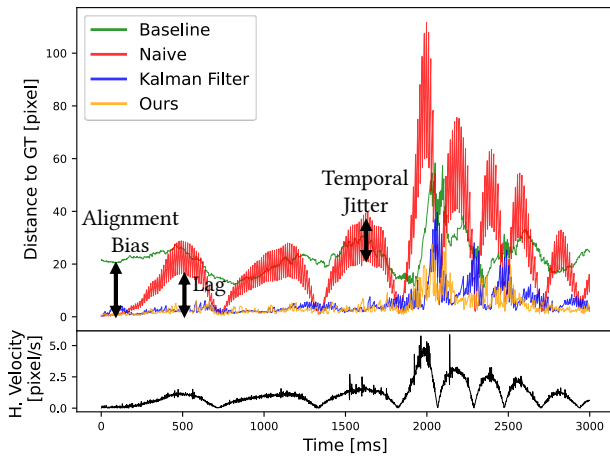 Baseline
Naive
Kalman Filter
Ours
Distance to GT [pixel]
100
80
60
40
20
0
Alignment
Bias
Lag
Temporal
Jitter
H. Velocity
[pixel/s]
5.0
2.5
0.0
0
500
1000
1500
2000
2500
3000
Time [ms]